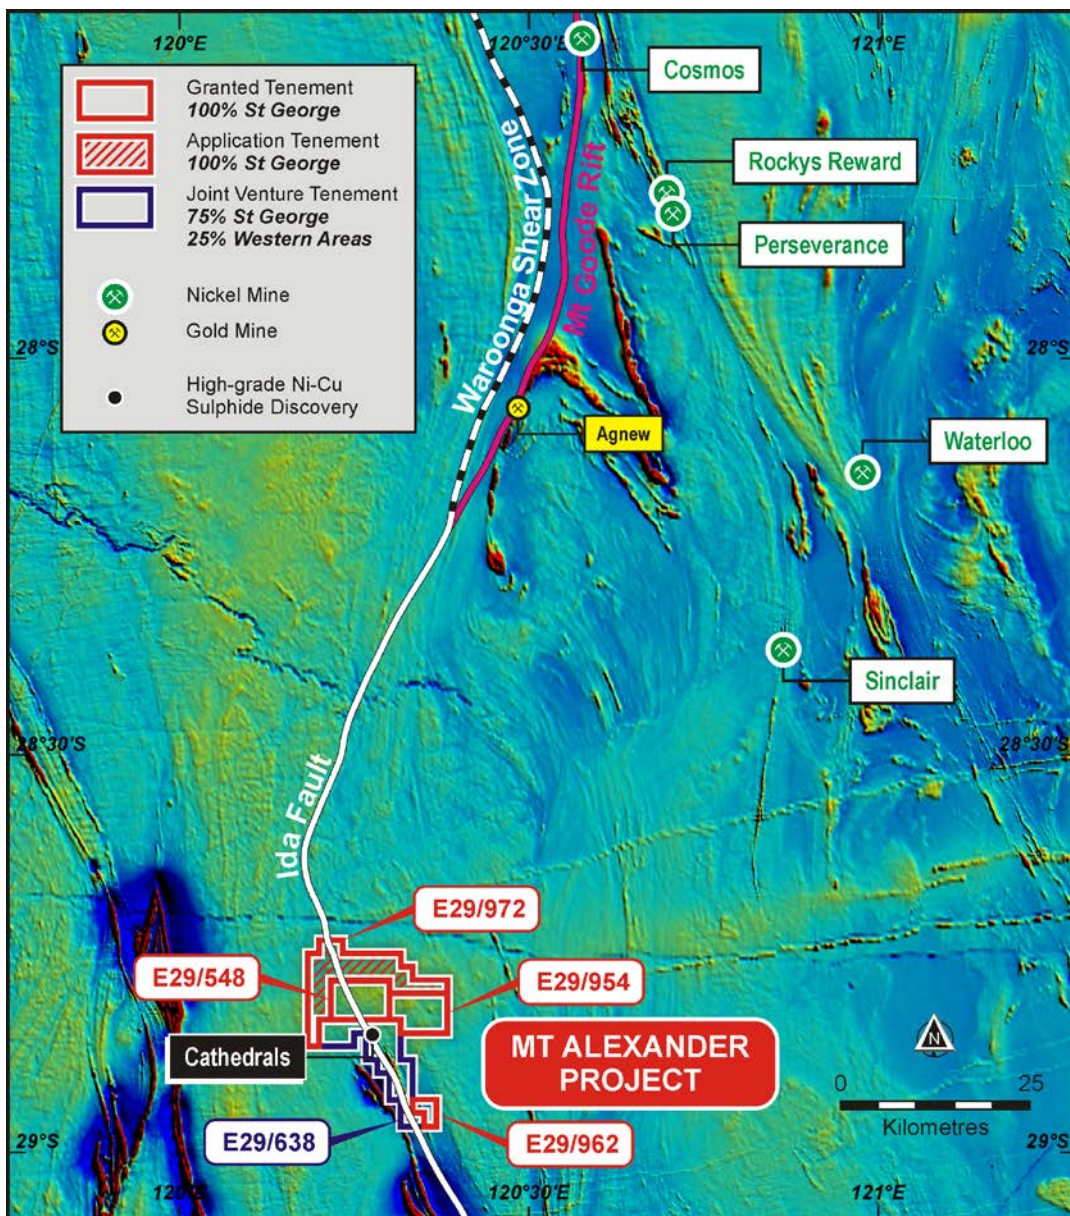 120°E
120°30'E
121°E
Granted Tenement
100% St George
Application Tenement
100% St George
Joint Venture Tenement
75% St George
25% Western Areas
Nickel Mine
Gold Mine
High-grade Ni-Cu
Sulphide Discovery
Cosmos
Rockys Reward
Perseverance
Waroonga Shear Zone
Mt Goode Rift
28°S
28°S
Agnew
Waterloo
Sinclair
28°30'S
28°30'S
Ida Fault
E29/972
E29/548
E29/954
Cathedrals
MT ALEXANDER
PROJECT
N
0
25
Kilometres
E29/638
E29/962
29°S
29°S
120°E
120°30'E
121°E